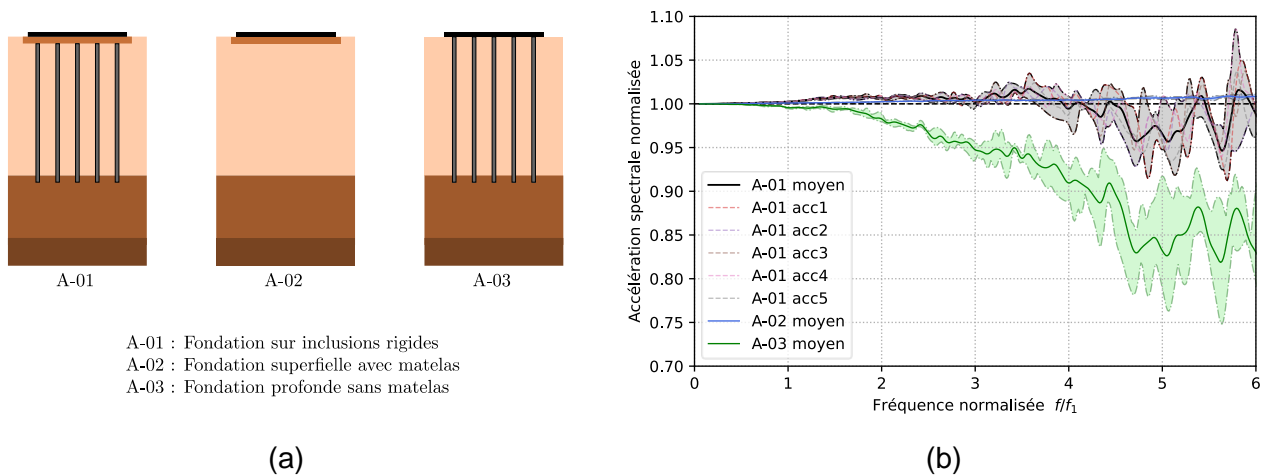 A-01
A-02
A-03
A-01 : Fondation sur inclusions rigides
A-02 : Fondation superfielle avec matelas
A-03 : Fondation profonde sans matelas
(a)
Accélération spectrale normalisée
1.10
1.05
1.00
0.95
0.90
0.85
0.80
0.75
0.70
A-01 moyen
A-01 acc1
A-01 acc2
A-01 acc3
A-01 acc4
A-01 acc5
A-02 moyen
A-03 moyen
0 1 2 3 4 5 6
Fréquence normalisée f/f₁
(b)